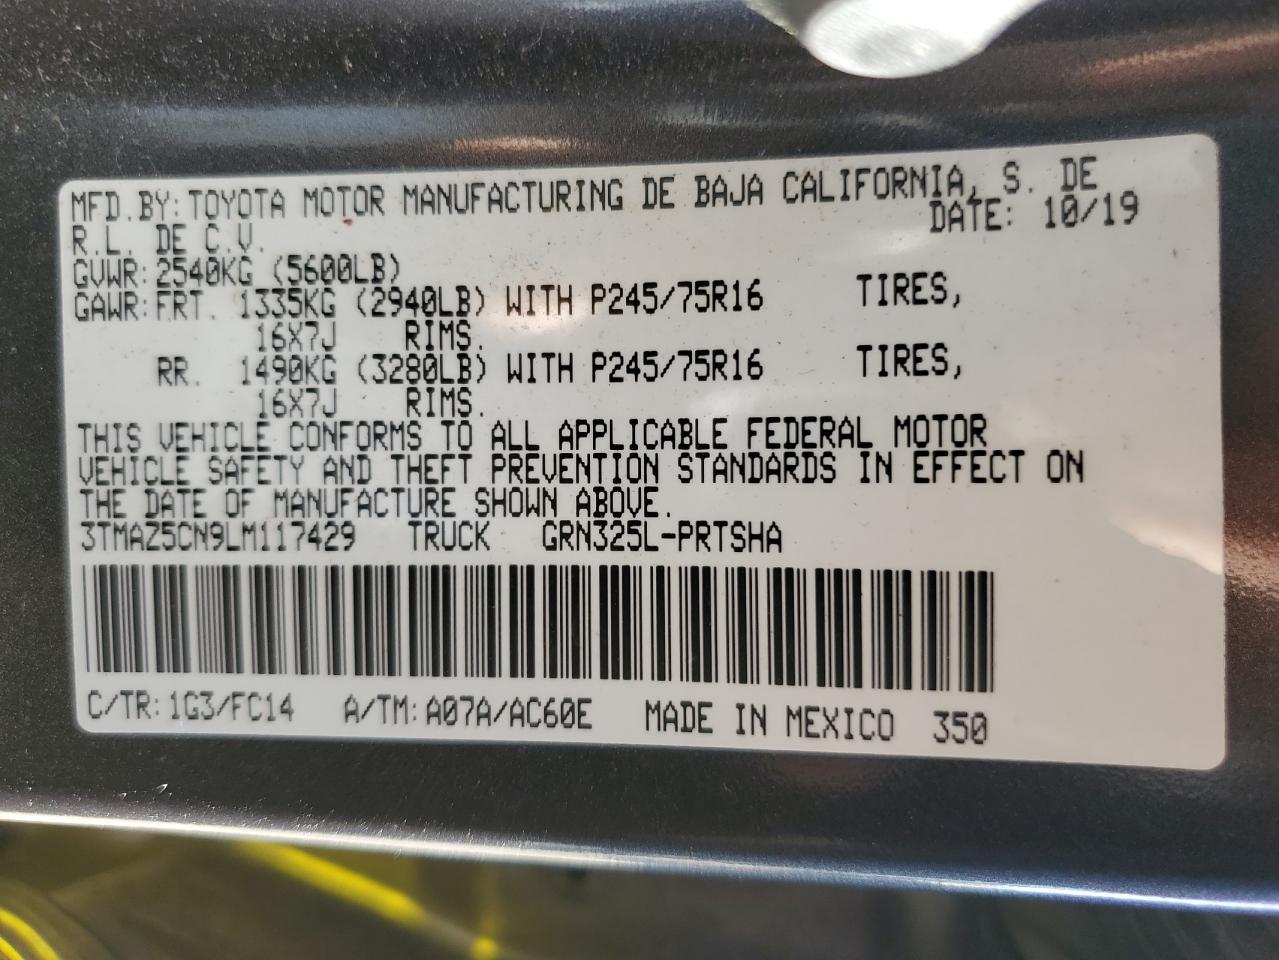 MFD.BY: TOYOTA MOTOR MANUFACTURING DE BAJA CALIFORNIA, S. DE
R.L. DE C.V. DATE: 10/19
GVWR: 2540KG (5600LB)
GAWR: FRT. 1335KG (2940LB) WITH P245/75R16 TIRES,
16X7J RIMS.
RR. 1490KG (3280LB) WITH P245/75R16 TIRES,
16X7J RIMS.
THIS VEHICLE CONFORMS TO ALL APPLICABLE FEDERAL MOTOR
VEHICLE SAFETY AND THEFT PREVENTION STANDARDS IN EFFECT ON
THE DATE OF MANUFACTURE SHOWN ABOVE.
3TMAZ5CN9LM117429 TRUCK GRN325L-PRTSHA
C/TR: 1G3/FC14 A/TM: A07A/AC60E MADE IN MEXICO 350